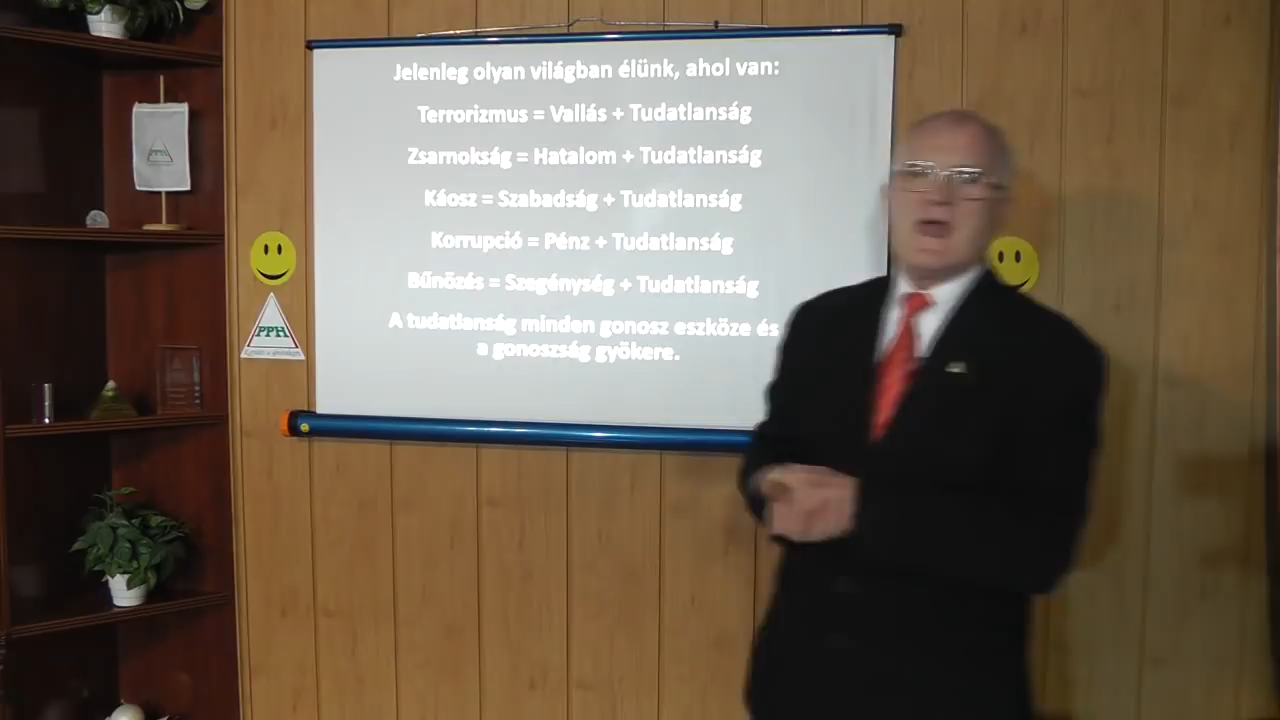 Jelenleg olyan világban élünk, ahol van:
Terrorizmus = Vallás + Tudatlanság
Zsarnokság = Hatalom + Tudatlanság
Káosz = Szabadság + Tudatlanság
Korrupció = Pénz + Tudatlanság
Bűnözés = Szegénység + Tudatlanság
A tudatlanság minden gonosz eszköze és
a gonoszság gyökere.
PPH